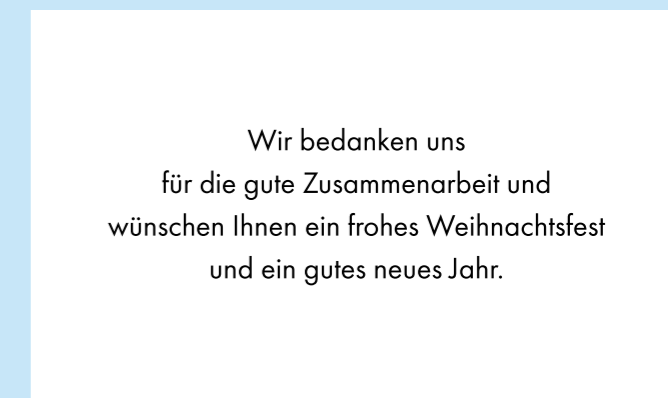 Wir bedanken uns
für die gute Zusammenarbeit und
wünschen Ihnen ein frohes Weihnachtsfest
und ein gutes neues Jahr.